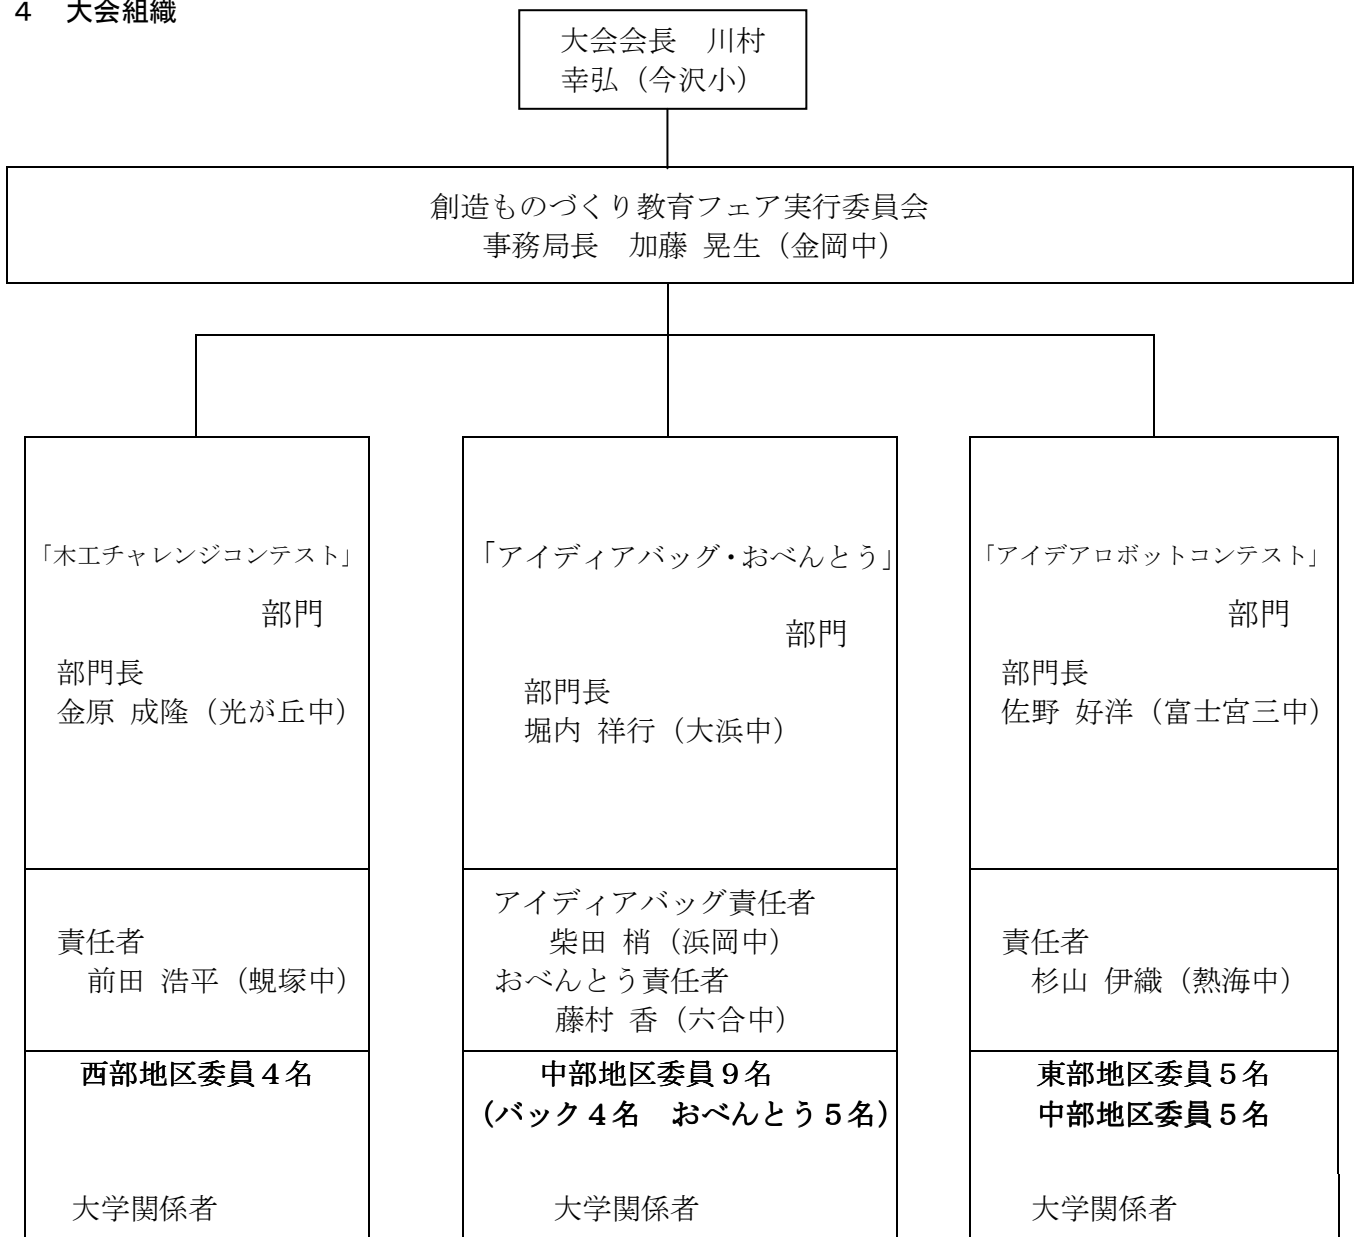 ４　大会組織
大会会長　川村
幸弘（今沢小）
創造ものづくり教育フェア実行委員会
事務局長　加藤 晃生（金岡中）
「木工チャレンジコンテスト」
部門
部門長
金原 成隆（光が丘中）
責任者
前田 浩平（蜆塚中）
西部地区委員４名
大学関係者
「アイディアバッグ・おべんとう」
部門
部門長
堀内 祥行（大浜中）
アイディアバッグ責任者
柴田 梢（浜岡中）
おべんとう責任者
藤村 香（六合中）
中部地区委員９名
（バック４名　おべんとう５名）
大学関係者
「アイデアロボットコンテスト」
部門
部門長
佐野 好洋（富士宮三中）
責任者
杉山 伊織（熱海中）
東部地区委員５名
中部地区委員５名
大学関係者